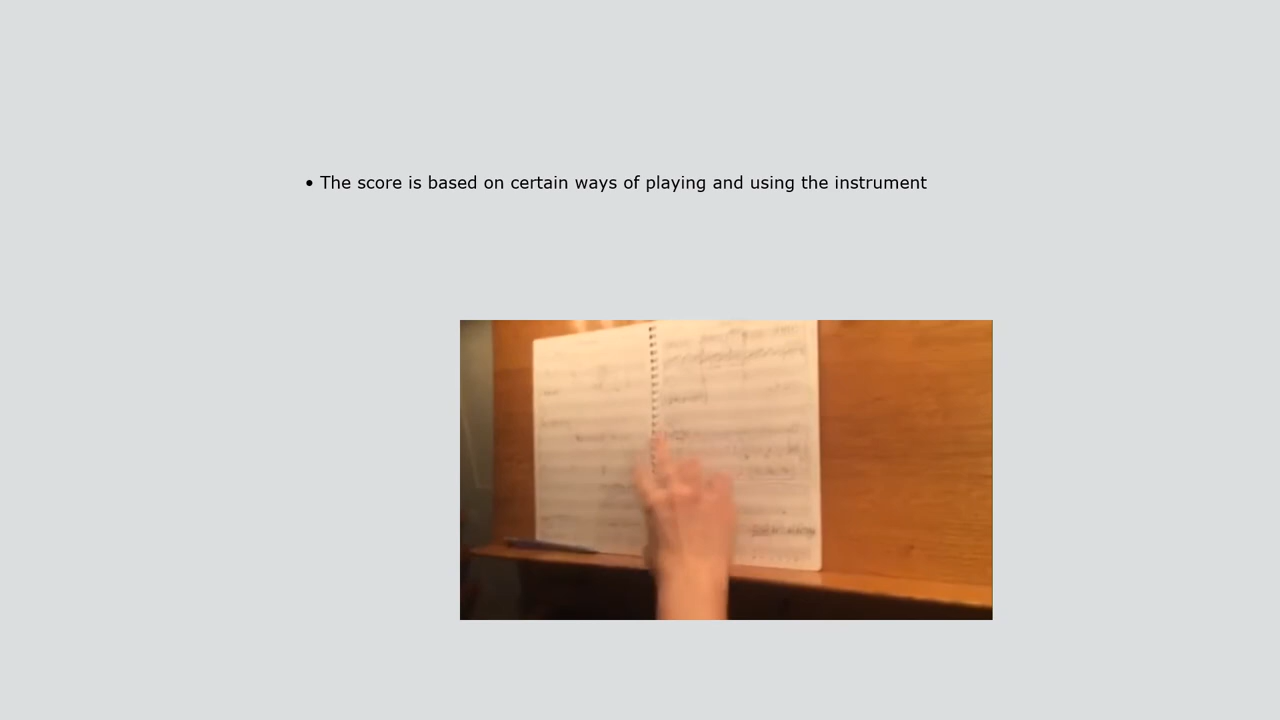 • The score is based on certain ways of playing and using the instrument